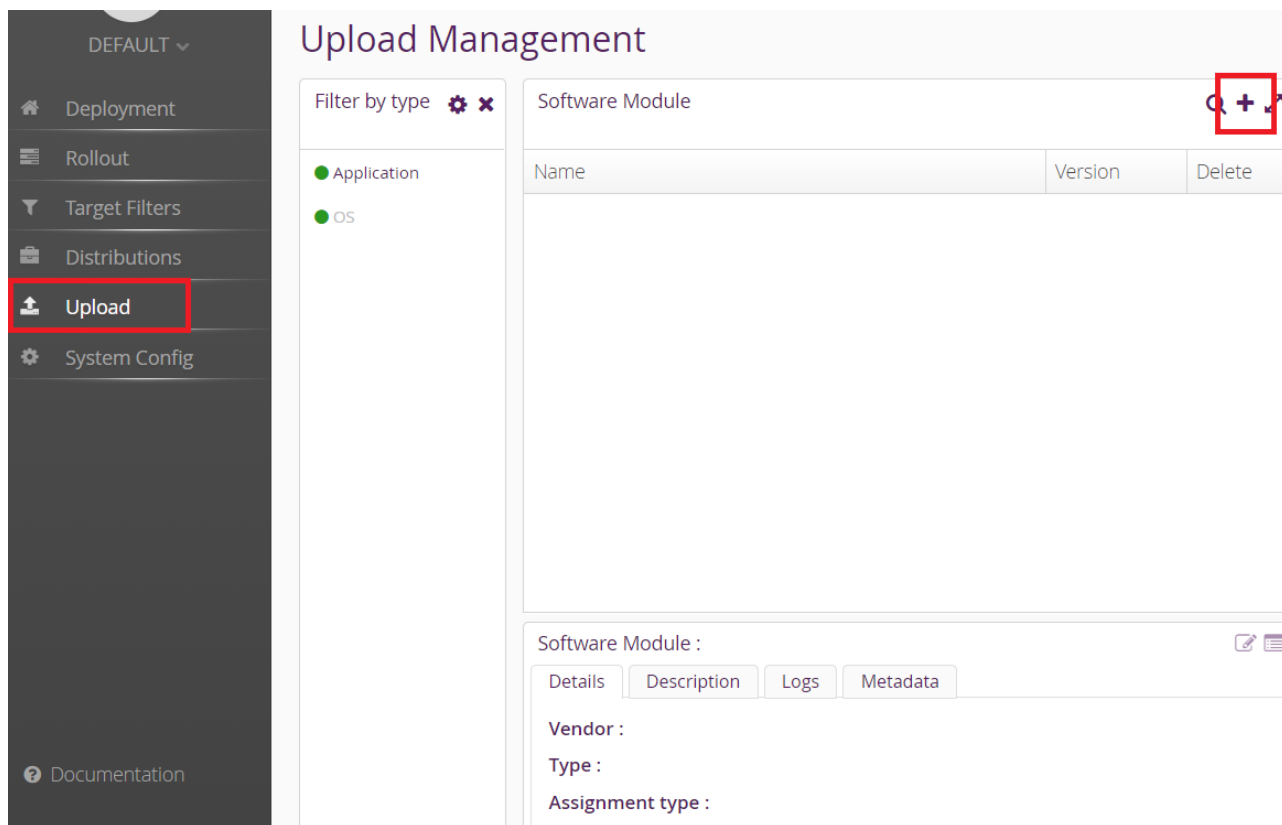 DEFAULT
Deployment
Rollout
Target Filters
Distributions
Upload
System Config
Documentation
Upload Management
Filter by type
Application
OS
Software Module
Name Version Delete
Software Module :
Details Description Logs Metadata
Vendor :
Type :
Assignment type :